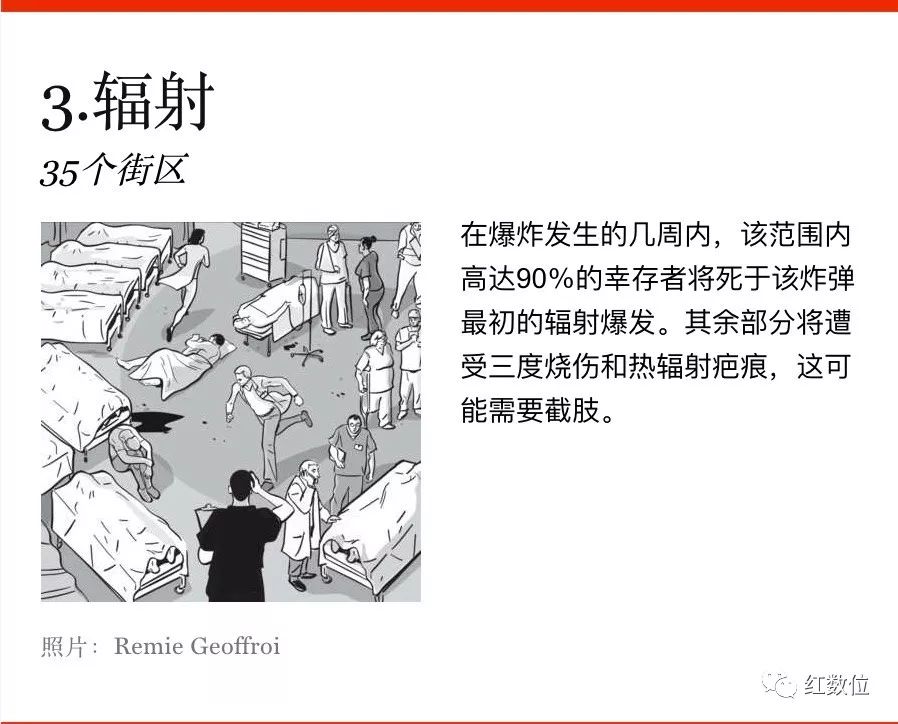 3.辐射
35个街区
在爆炸发生的几周内，该范围内
高达90%的幸存者将死于该炸弹
最初的辐射爆发。其余部分将遭
受三度烧伤和热辐射疤痕，这可
能需要截肢。
照片：Remie Geoffroi
红数位